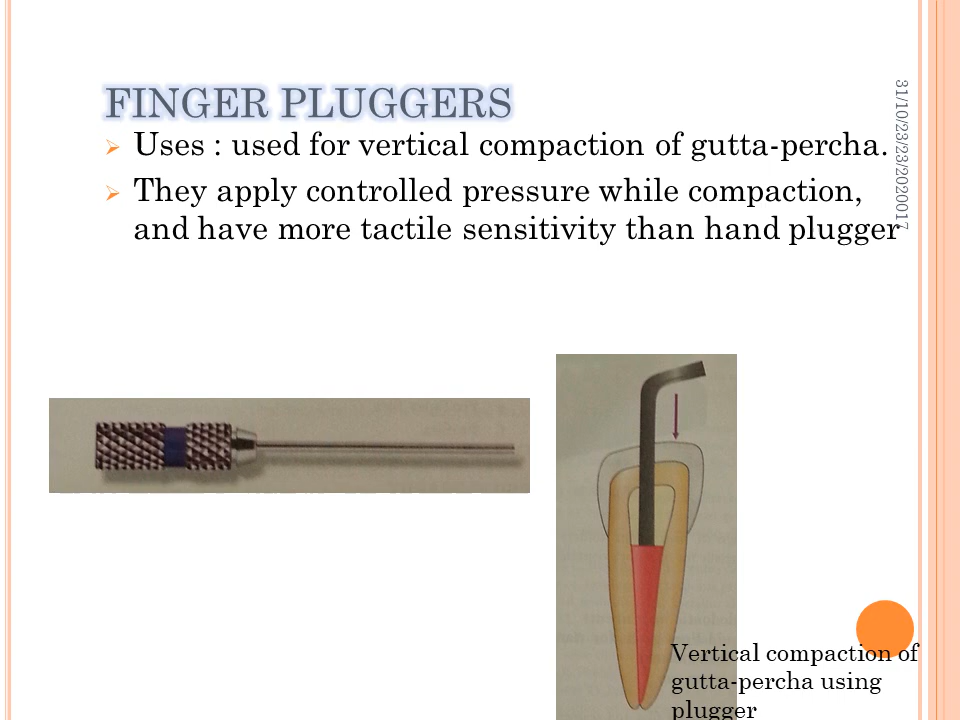 FINGER PLUGGERS
➢ Uses : used for vertical compaction of gutta-percha.
➢ They apply controlled pressure while compaction,
and have more tactile sensitivity than hand plugger
31/10/23/23/2020017
Vertical compaction of
gutta-percha using
plugger